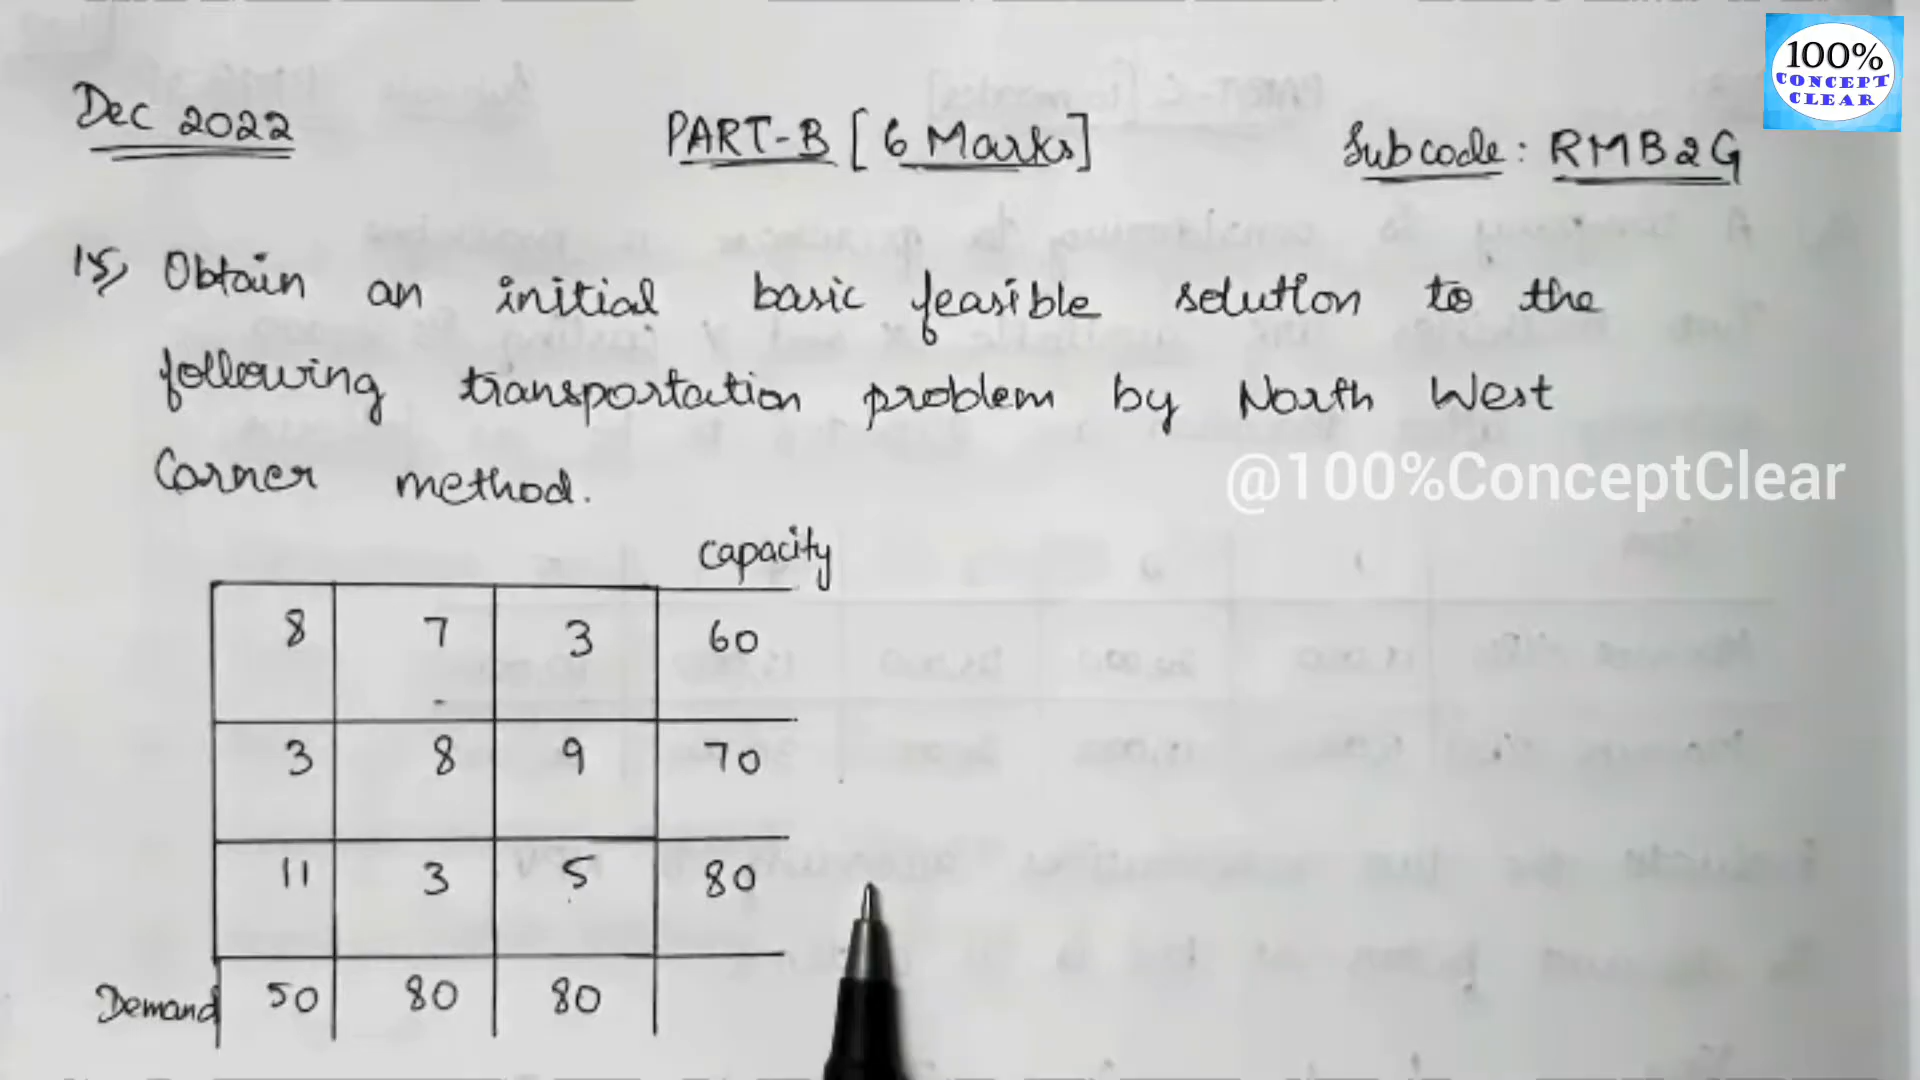 100%
CONCEPT
CLEAR
Dec 2022 PART-B [6 Marks] Subcode: RMB2G
15, Obtain an initial basic feasible solution to the
following transportation problem by North West
Corner method.
@100%ConceptClear
capacity
8 7 3 60
3 8 9 70
11 3 5 80
Demand 50 80 80